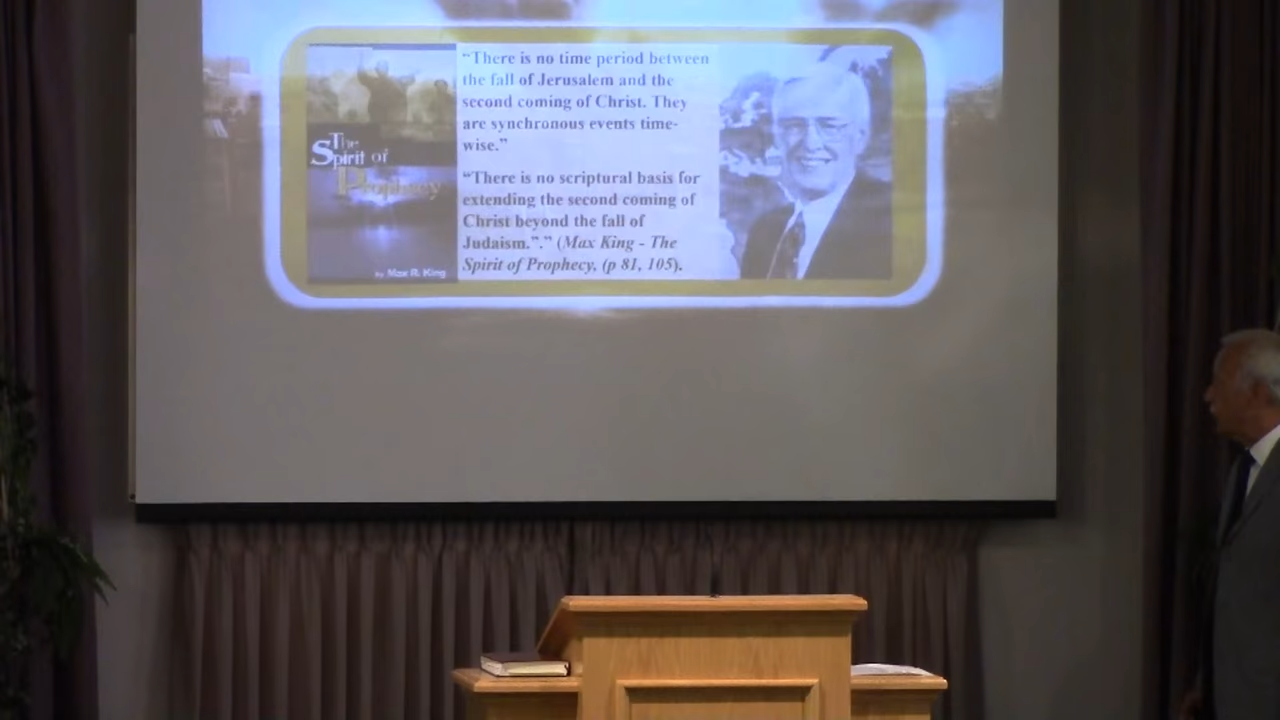 The
Spirit of
Prophecy
by Max R. King
“There is no time period between
the fall of Jerusalem and the
second coming of Christ. They
are synchronous events time-
wise.”
“There is no scriptural basis for
extending the second coming of
Christ beyond the fall of
Judaism.”.” (Max King - The
Spirit of Prophecy, (p 81, 105).